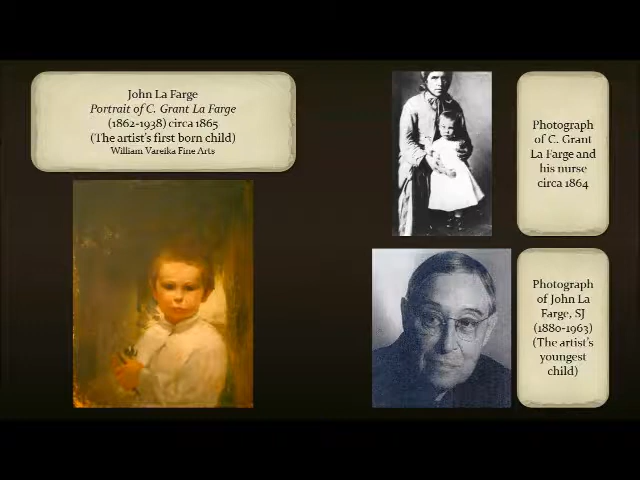 John La Farge
Portrait of C. Grant La Farge
(1862-1938) circa 1865
(The artist's first born child)
William Vareika Fine Arts
Photograph
of C. Grant
La Farge and
his nurse
circa 1864
Photograph
of John La
Farge, SJ
(1880-1963)
(The artist's
youngest
child)